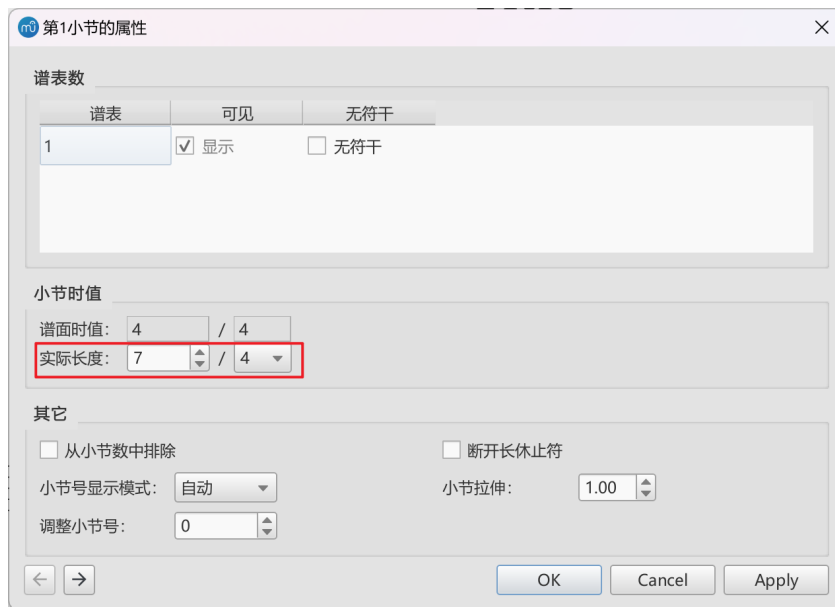 第1小节的属性
谱表数
谱表 可见 无符干
1 显示 无符干
小节时值
谱面时值： 4 / 4
实际长度： 7 / 4
其它
从小节数中排除 断开长休止符
小节号显示模式： 自动 小节拉伸： 1.00
调整小节号： 0
OK Cancel Apply